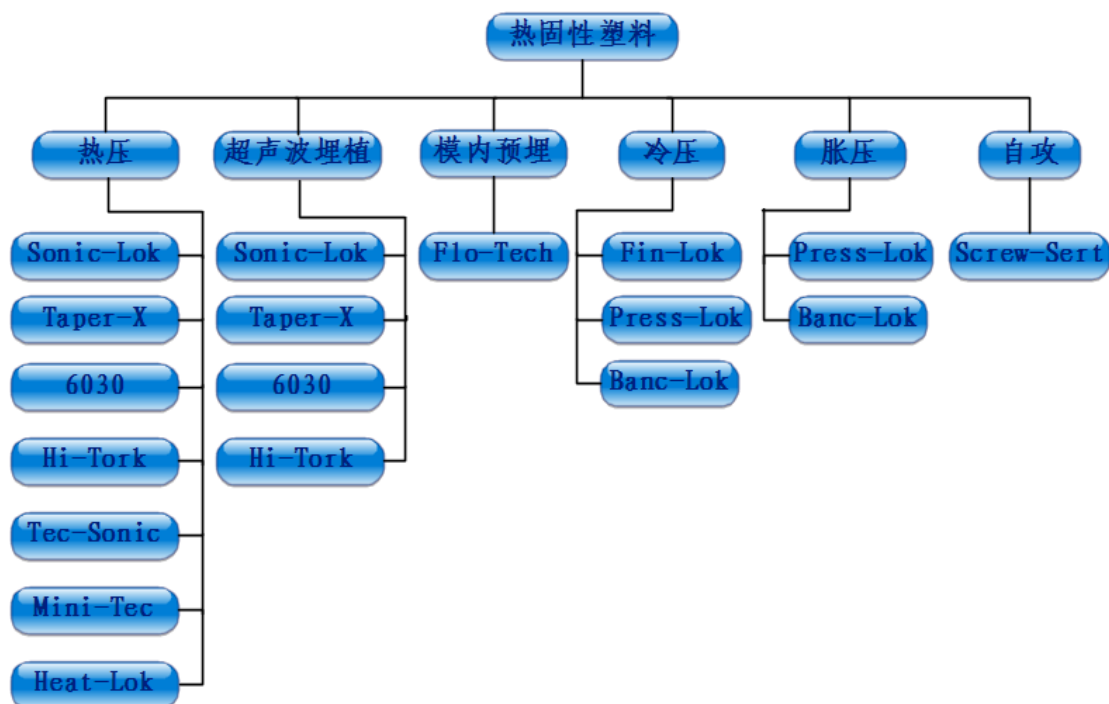 热固性塑料
热压
超声波埋植
模内预埋
冷压
胀压
自攻
Sonic-Lok
Taper-X
6030
Hi-Tork
Tec-Sonic
Mini-Tec
Heat-Lok
Sonic-Lok
Taper-X
6030
Hi-Tork
Flo-Tech
Fin-Lok
Press-Lok
Banc-Lok
Press-Lok
Banc-Lok
Screw-Sert